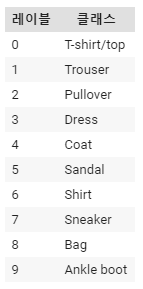 레이블 클래스
0 T-shirt/top
1 Trouser
2 Pullover
3 Dress
4 Coat
5 Sandal
6 Shirt
7 Sneaker
8 Bag
9 Ankle boot